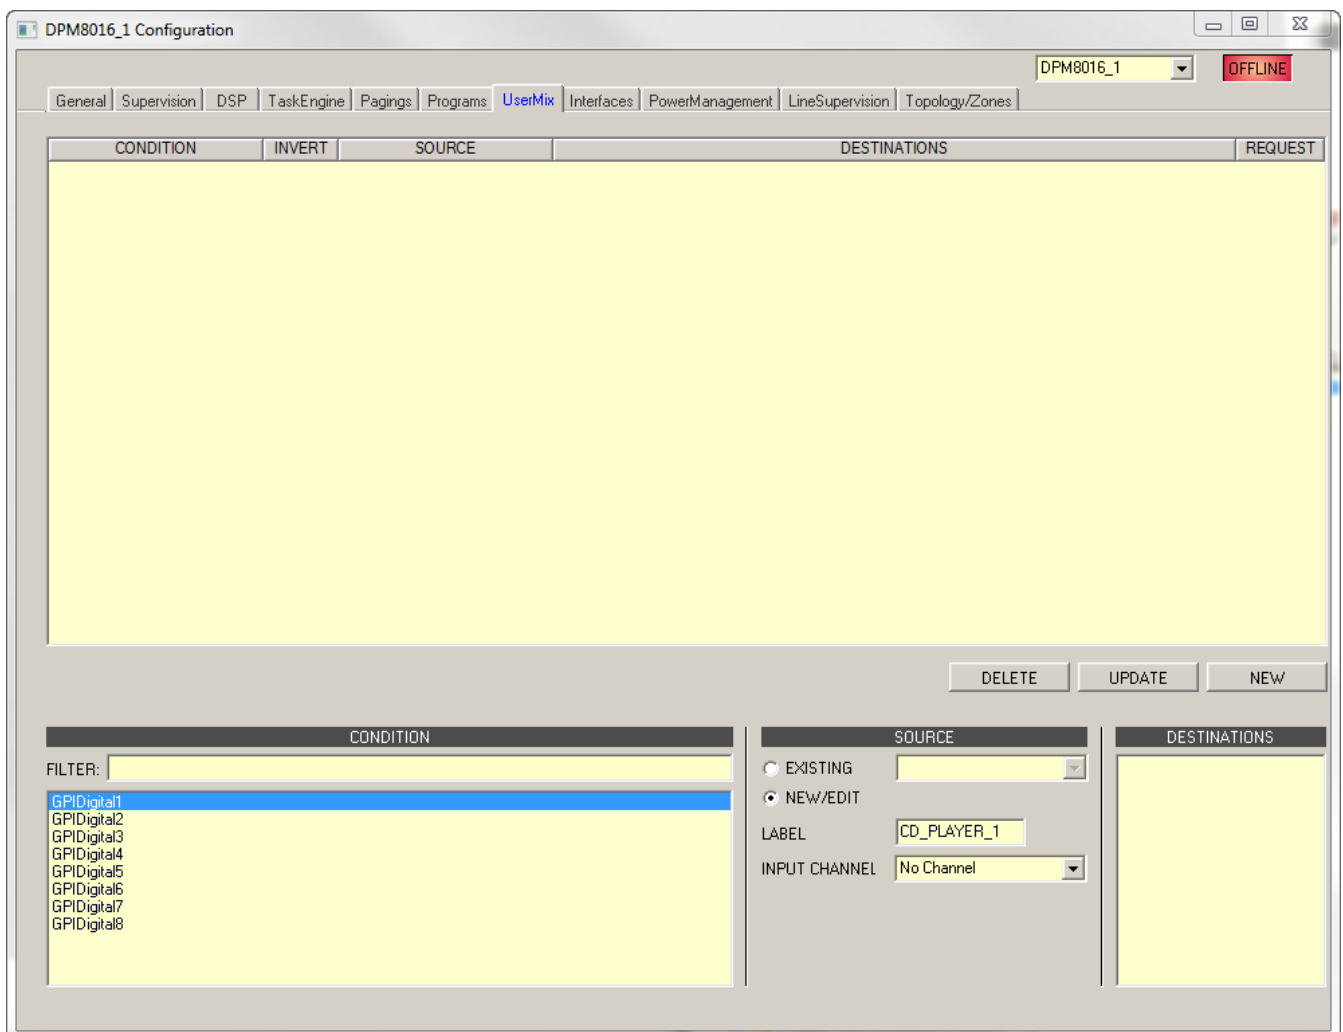 DPM8016_1 Configuration
DPM8016_1 OFFLINE
General Supervision DSP TaskEngine Pagings Programs UserMix Interfaces PowerManagement LineSupervision Topology/Zones
CONDITION INVERT SOURCE DESTINATIONS REQUEST
DELETE UPDATE NEW
CONDITION SOURCE DESTINATIONS
FILTER: EXISTING
NEW/EDIT
GPIDigital1
GPIDigital2
GPIDigital3
LABEL CD_PLAYER_1
GPIDigital4
GPIDigital5
INPUT CHANNEL No Channel
GPIDigital6
GPIDigital7
GPIDigital8